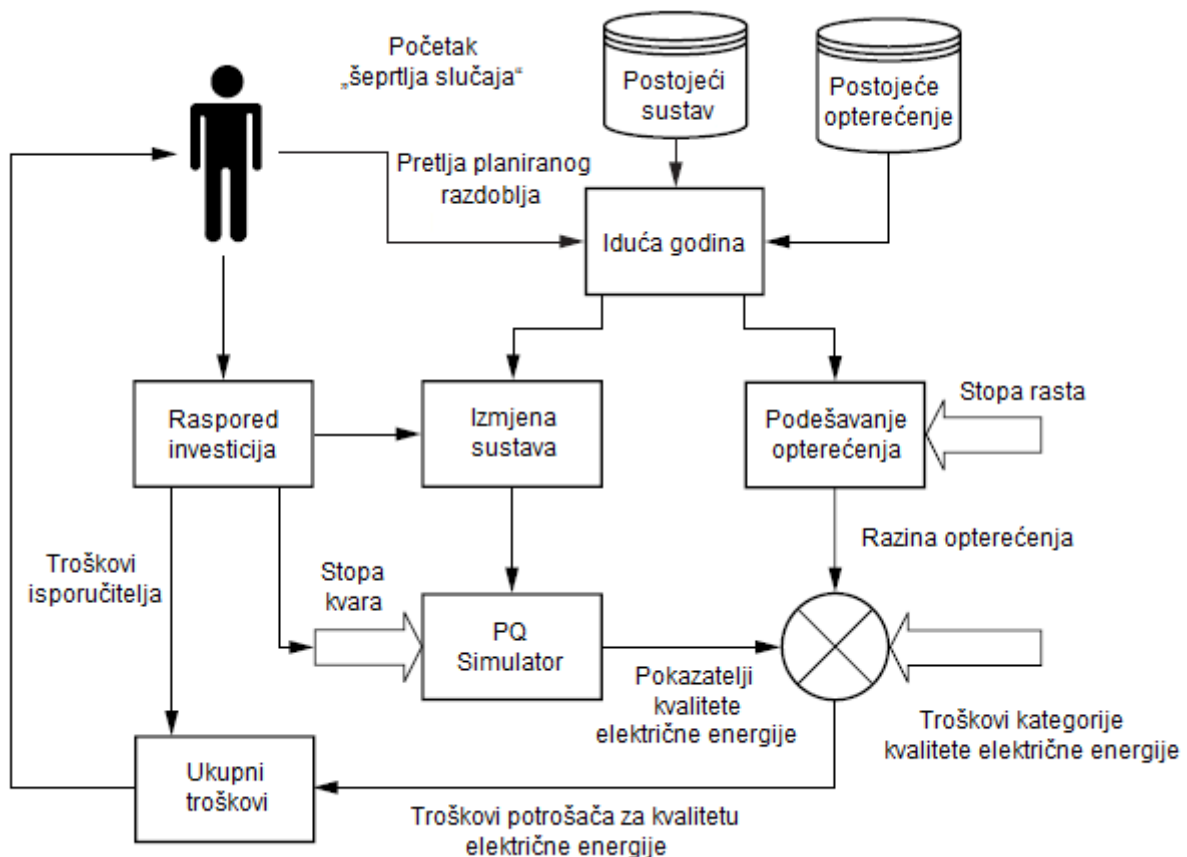 Početak
„šeprtlja slučaja“
Postojeći
sustav
Postojeće
opterećenje
Pretlja planiranog
razdoblja
Iduća godina
Raspored
investicija
Izmjena
sustava
Podešavanje
opterećenja
Stopa rasta
Troškovi
isporučitelja
Stopa
kvara
Razina opterećenja
PQ
Simulator
Pokazatelji
kvalitete
električne energije
Troškovi kategorije
kvalitete električne energije
Ukupni
troškovi
Troškovi potrošača za kvalitetu
električne energije